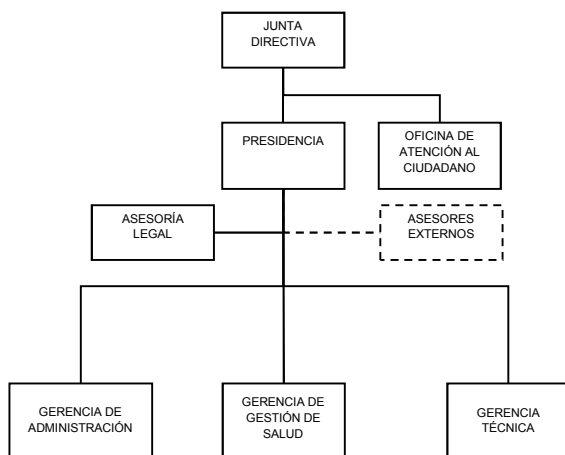 JUNTA
DIRECTIVA
PRESIDENCIA
OFICINA DE
ATENCIÓN AL
CIUDADANO
ASESORÍA
LEGAL
ASESORES
EXTERNOS
GERENCIA DE
ADMINISTRACIÓN
GERENCIA DE
GESTIÓN DE
SALUD
GERENCIA
TÉCNICA